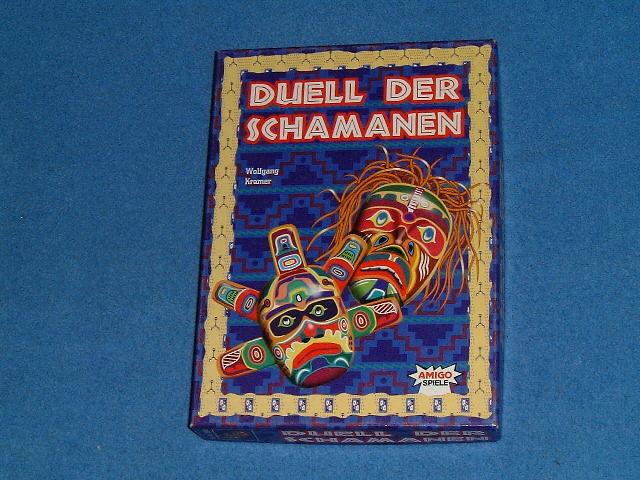 DUELL DER
SCHAMANEN
Wolfgang
Kramer
AMIGO
SPIELE
DUELL DER
SCHAMANEN